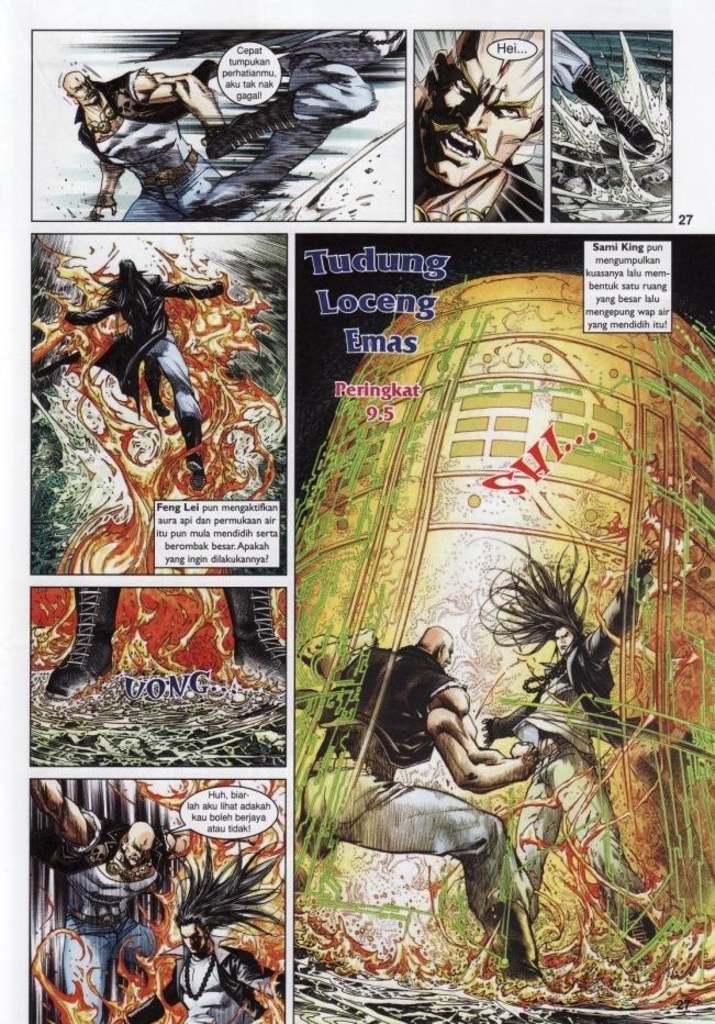 Cepat
tumpukan
perhatianmu,
aku tak nak
gagal!
Hei...
27
Feng Lei pun mengaktifkan
aura api dan permukaan air
itu pun mula mendidih serta
berombak besar. Apakah
yang ingin dilakukannya?
UONG...
Huh, biar-
lah aku lihat adakah
kau boleh berjaya
atau tidak!
Tudung
Loceng
Emas
Peringkat
9.5
Sami King pun
mengumpulkan
kuasanya lalu mem-
bentuk satu ruang
yang besar lalu
mengepung wap air
yang mendidih itu!
SHI...
27